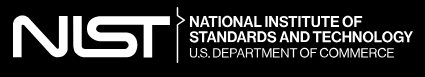 NIST
NATIONAL INSTITUTE OF
STANDARDS AND TECHNOLOGY
U.S. DEPARTMENT OF COMMERCE